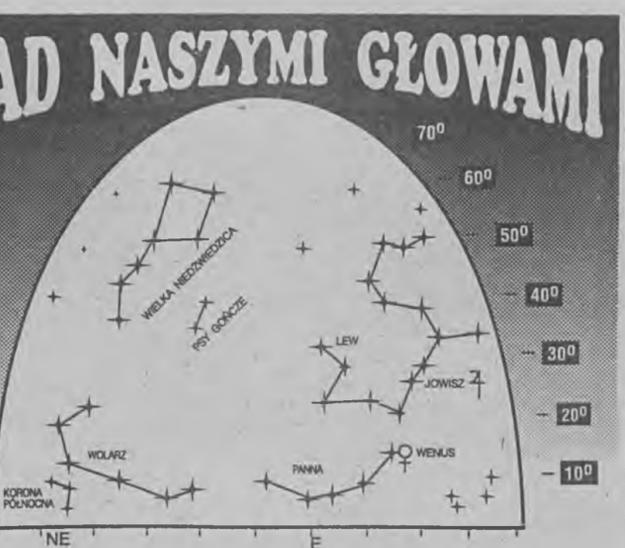 AD NASZYMI GŁOWAMI
70⁰
60⁰
50⁰
40⁰
30⁰
20⁰
10⁰
WIELKA NIEDZWIEDZICA
PSY GOŃCZE
LEW
JOWISZ ♃
WOLARZ
PANNA
WENUS
KORONA
PÓŁNOCNA
NE
E